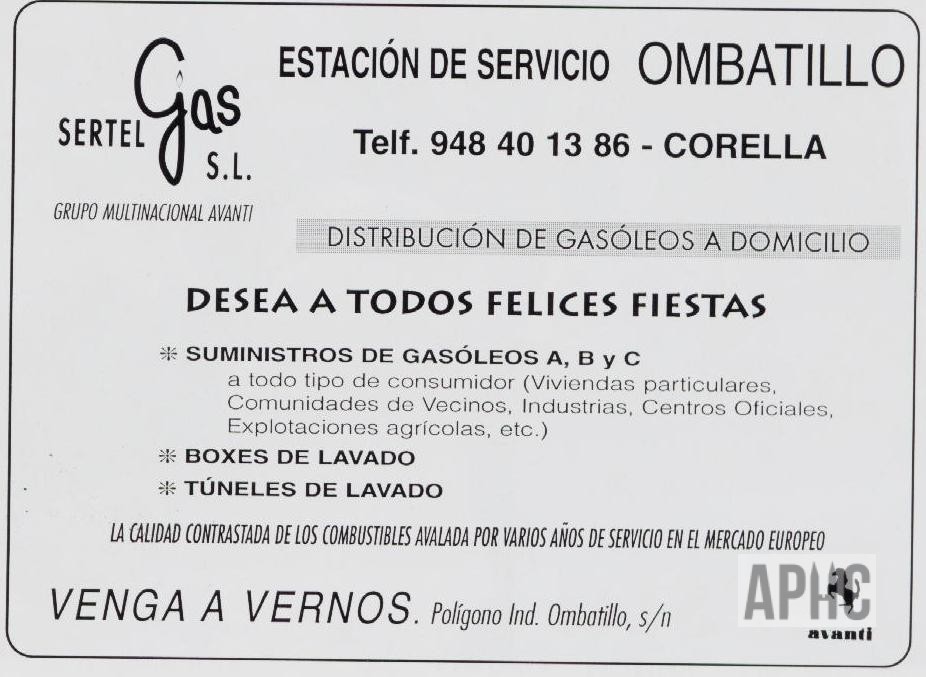 SERTEL Gas S.L.
GRUPO MULTINACIONAL AVANTI
ESTACIÓN DE SERVICIO OMBATILLO
Telf. 948 40 13 86 - CORELLA
DISTRIBUCIÓN DE GASÓLEOS A DOMICILIO
DESEA A TODOS FELICES FIESTAS
❊ SUMINISTROS DE GASÓLEOS A, B y C
a todo tipo de consumidor (Viviendas particulares,
Comunidades de Vecinos, Industrias, Centros Oficiales,
Explotaciones agrícolas, etc.)
❊ BOXES DE LAVADO
❊ TÚNELES DE LAVADO
LA CALIDAD CONTRASTADA DE LOS COMBUSTIBLES AVALADA POR VARIOS AÑOS DE SERVICIO EN EL MERCADO EUROPEO
VENGA A VERNOS. Polígono Ind. Ombatillo, s/n
APHC
avanti